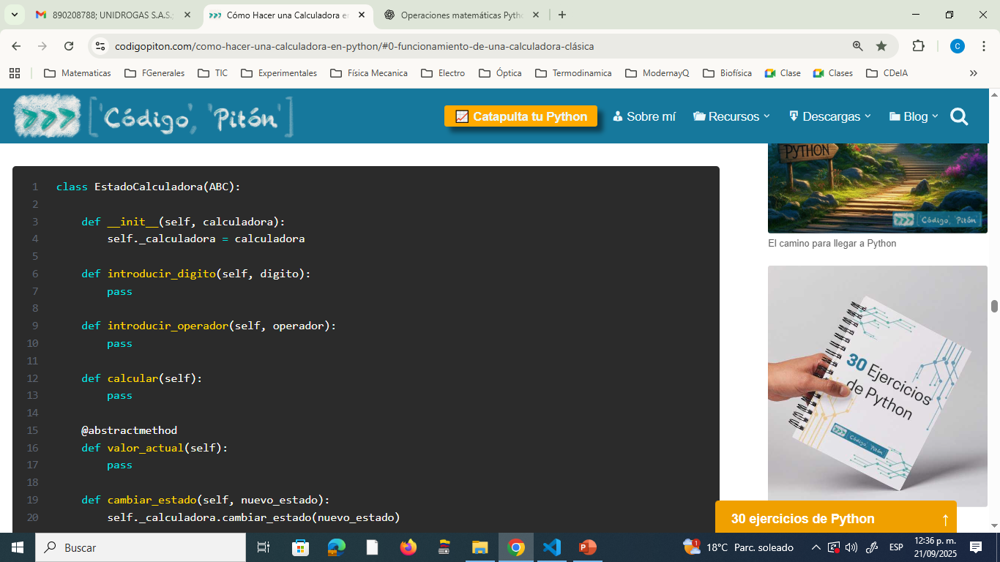 890208788; UNIDROGAS S.A.S.;
Cómo Hacer una Calculadora en
Operaciones matemáticas Pytho
codigopiton.com/como-hacer-una-calculadora-en-python/#0-funcionamiento-de-una-calculadora-clásica
C
Matematicas
FGenerales
TIC
Experimentales
Física Mecanica
Electro
Óptica
Termodinamica
ModernayQ
Biofísica
Clase
Clases
CDeIA
>>> ['Código', 'Pitón']
Catapulta tu Python
Sobre mí
Recursos
Descargas
Blog
1 class EstadoCalculadora(ABC):
2
3 def __init__(self, calculadora):
4 self._calculadora = calculadora
5
6 def introducir_digito(self, digito):
7 pass
8
9 def introducir_operador(self, operador):
10 pass
11
12 def calcular(self):
13 pass
14
15 @abstractmethod
16 def valor_actual(self):
17 pass
18
19 def cambiar_estado(self, nuevo_estado):
20 self._calculadora.cambiar_estado(nuevo_estado)
PYTHON
>>> ['Código', 'Pitón']
El camino para llegar a Python
30 Ejercicios
de Python
>>> ['Código', 'Pitón']
30 ejercicios de Python ↑
Buscar
1
18°C Parc. soleado
ESP
12:36 p. m.
21/09/2025